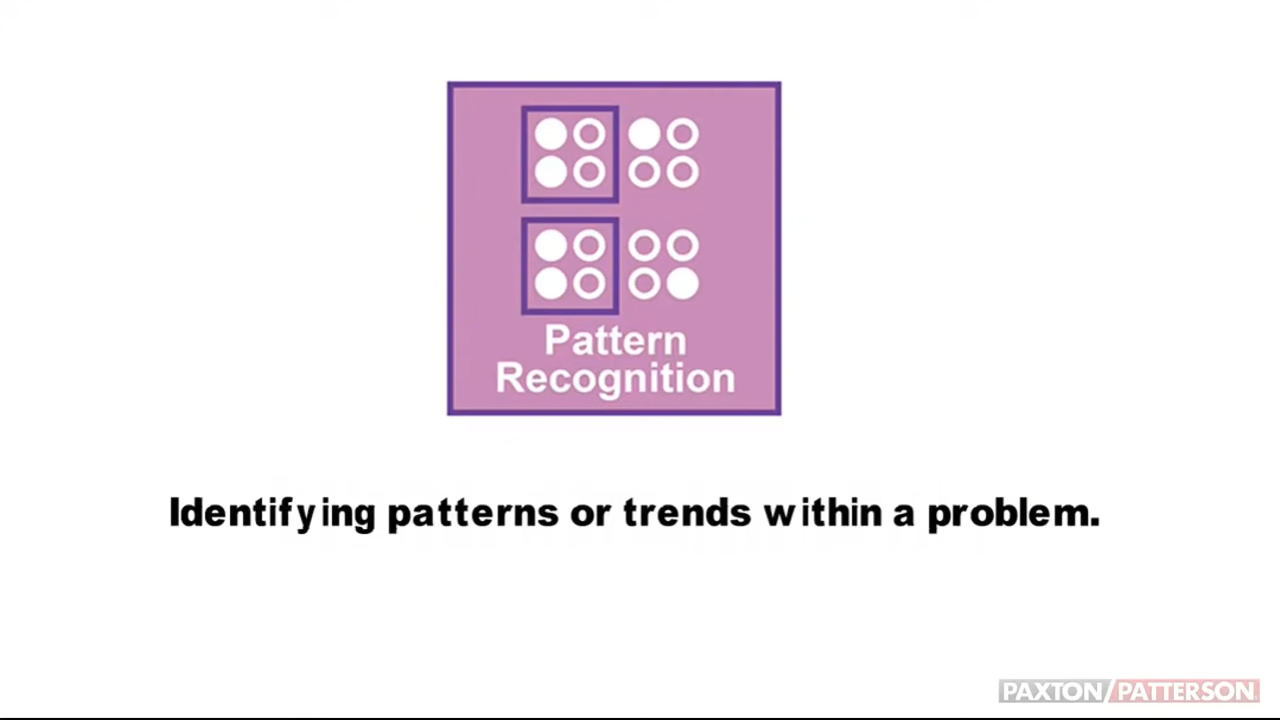 Pattern
Recognition
Identifying patterns or trends within a problem.
PAXTON/PATTERSON